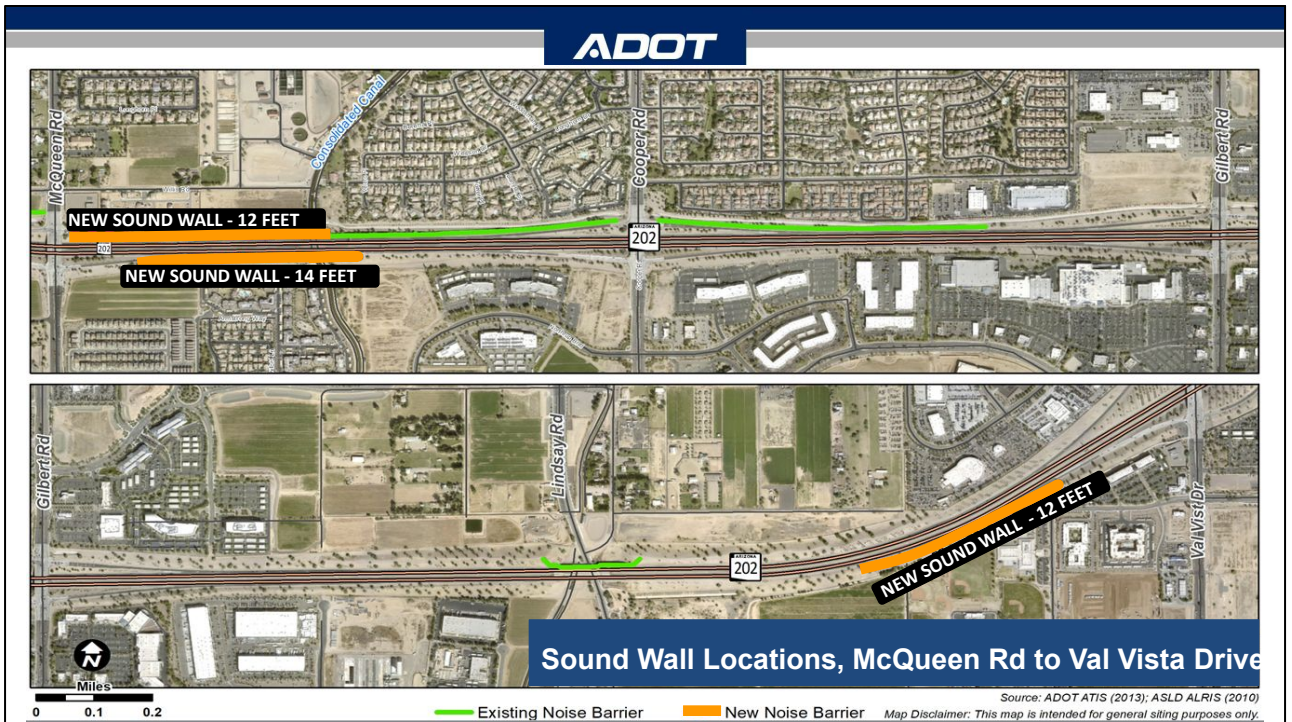 ADOT
McQueen Rd
Consolidated Canal
Cooper Rd
Gilbert Rd
NEW SOUND WALL - 12 FEET
202
ARIZONA
202
NEW SOUND WALL - 14 FEET
Gilbert Rd
Lindsay Rd
Val Vist Dr
NEW SOUND WALL - 12 FEET
ARIZONA
202
N
Sound Wall Locations, McQueen Rd to Val Vista Drive
Miles
0 0.1 0.2
Existing Noise Barrier
New Noise Barrier
Source: ADOT ATIS (2013); ASLD ALRIS (2010)
Map Disclaimer: This map is intended for general siting purposes only.